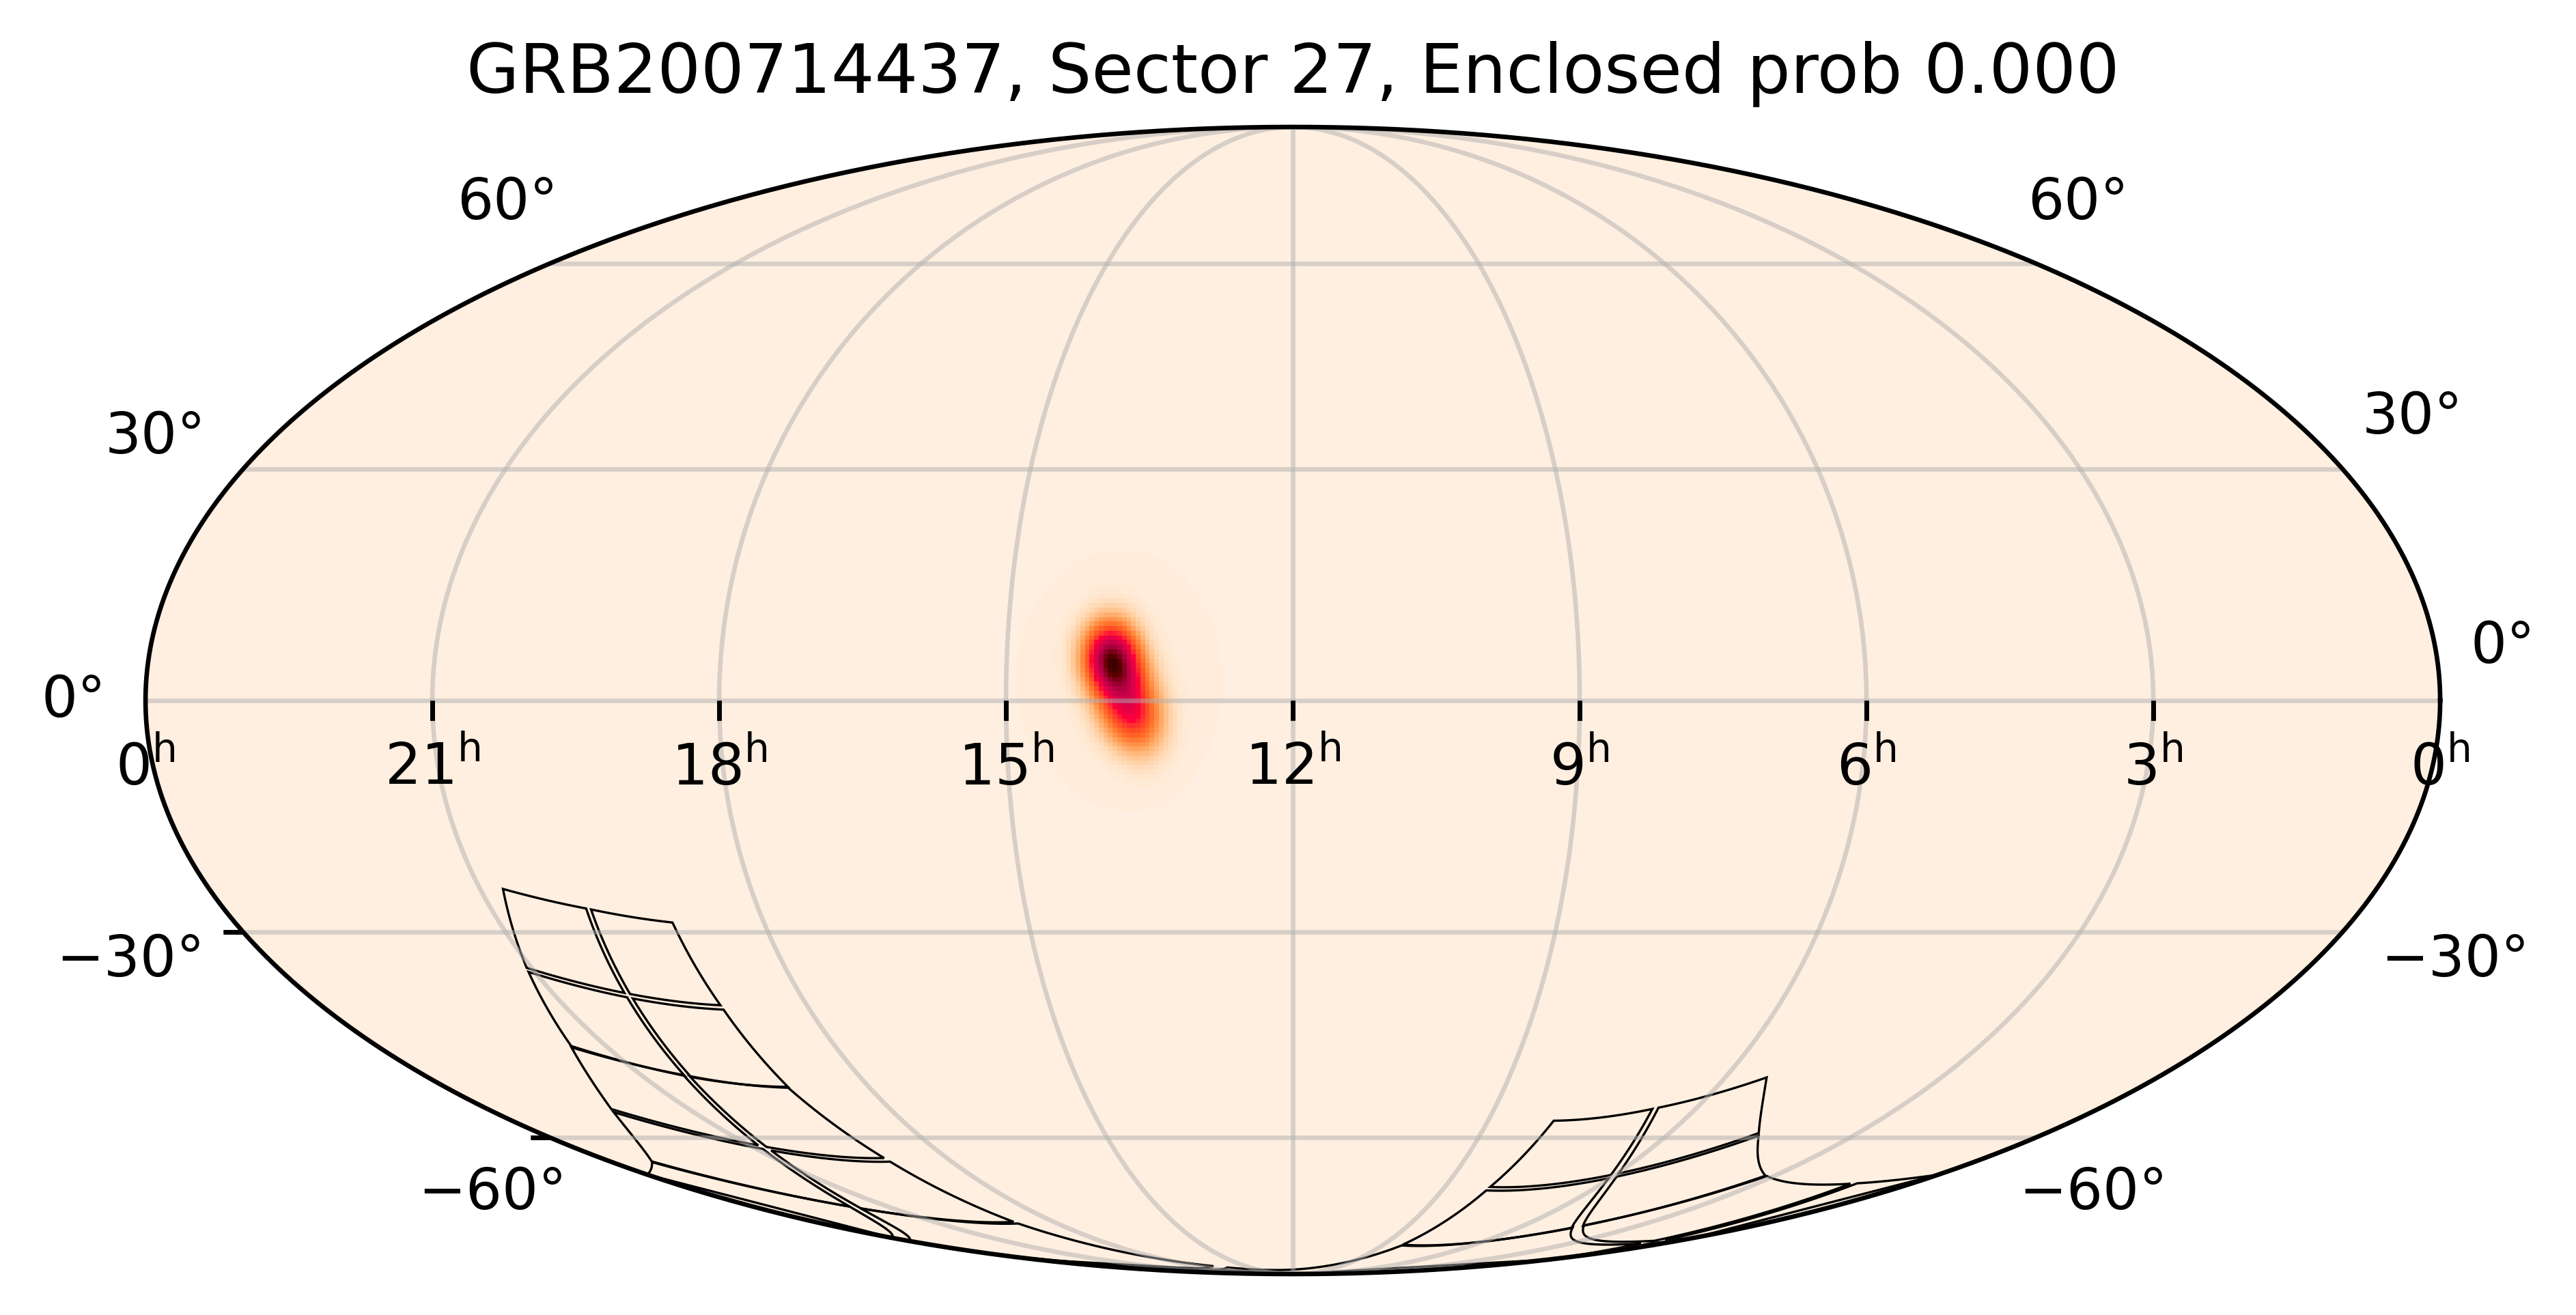 GRB200714437, Sector 27, Enclosed prob 0.000
60° 60°
30° 30°
0° 0°
0ʰ 21ʰ 18ʰ 15ʰ 12ʰ 9ʰ 6ʰ 3ʰ 0ʰ
−30° −30°
−60° −60°